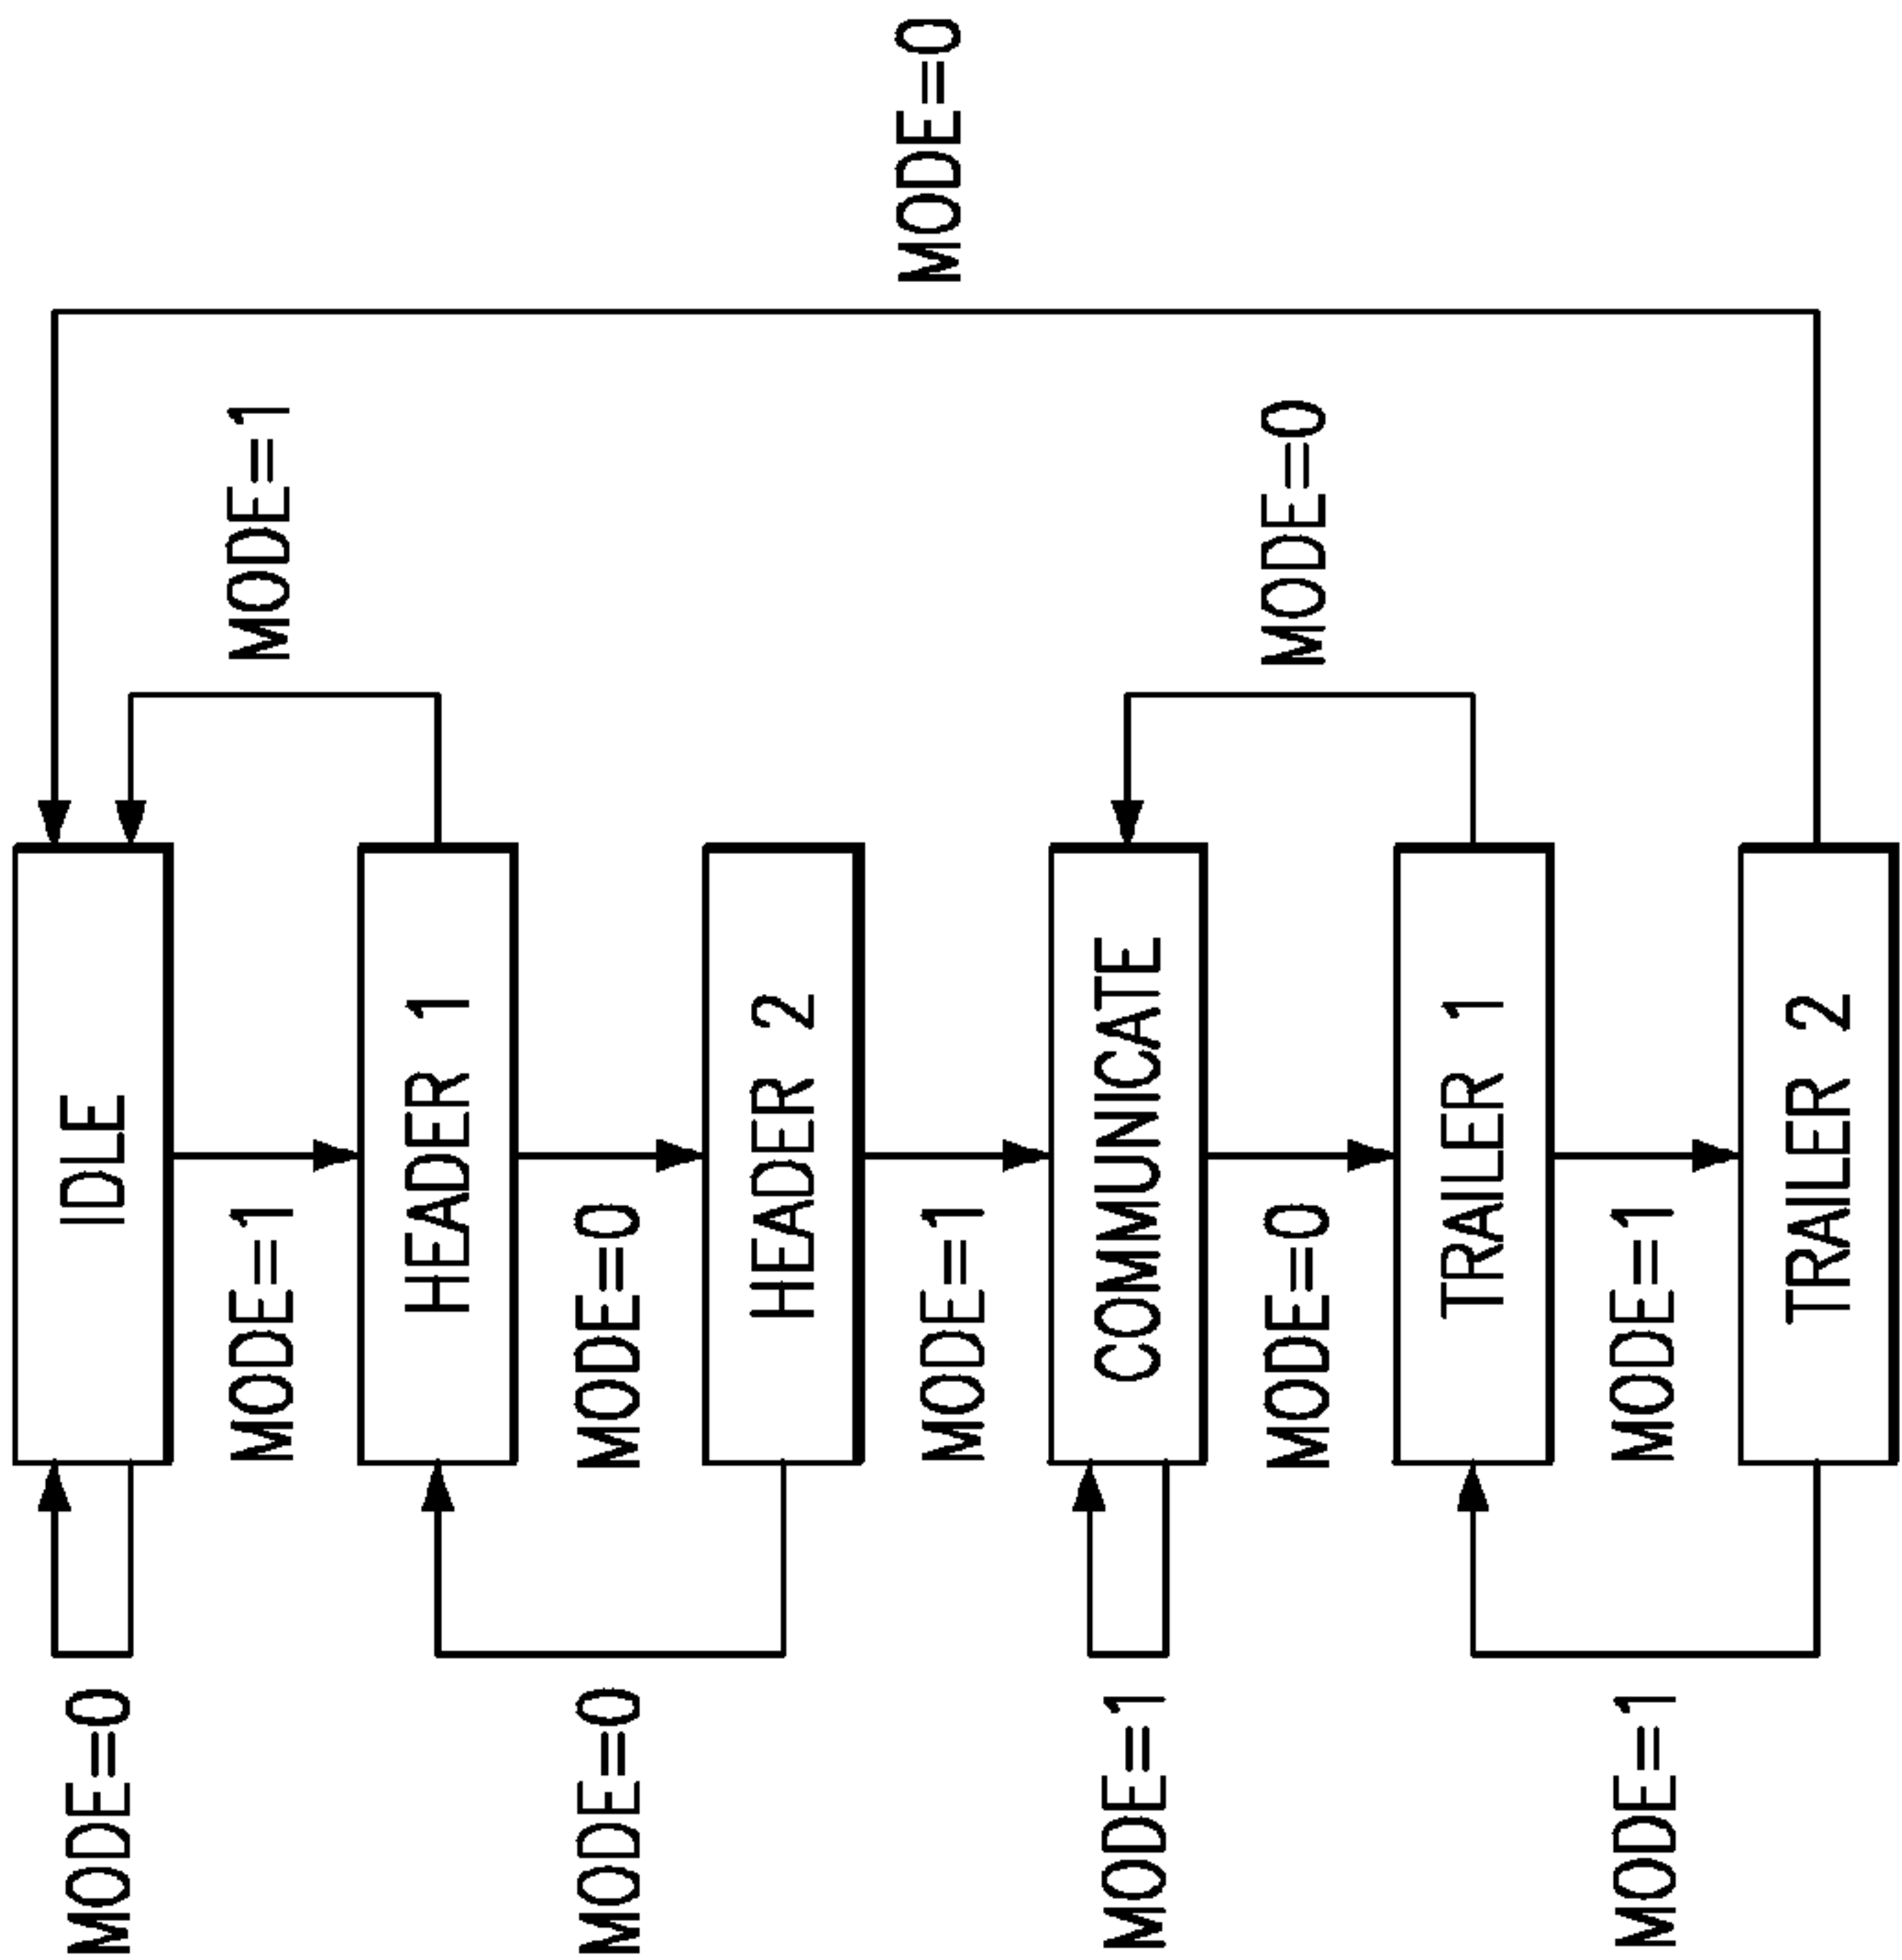 IDLE
MODE=0
MODE=1
MODE=1
HEADER 1
MODE=0
MODE=0
HEADER 2
MODE=1
MODE=0
COMMUNICATE
MODE=1
MODE=0
MODE=0
TRAILER 1
MODE=1
MODE=1
TRAILER 2